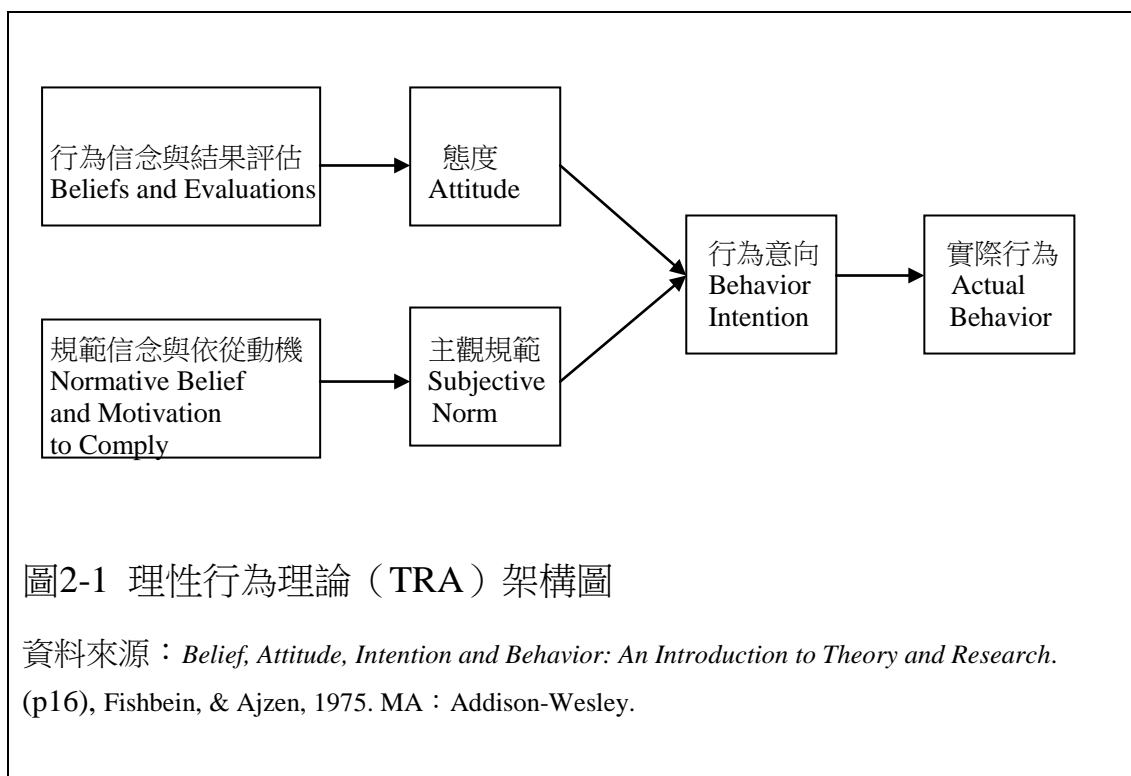 行為信念與結果評估
Beliefs and Evaluations
態度
Attitude
規範信念與依從動機
Normative Belief
and Motivation
to Comply
主觀規範
Subjective
Norm
行為意向
Behavior
Intention
實際行為
Actual
Behavior
圖2-1 理性行為理論（TRA）架構圖
資料來源：Belief, Attitude, Intention and Behavior: An Introduction to Theory and Research.
(p16), Fishbein, & Ajzen, 1975. MA：Addison-Wesley.